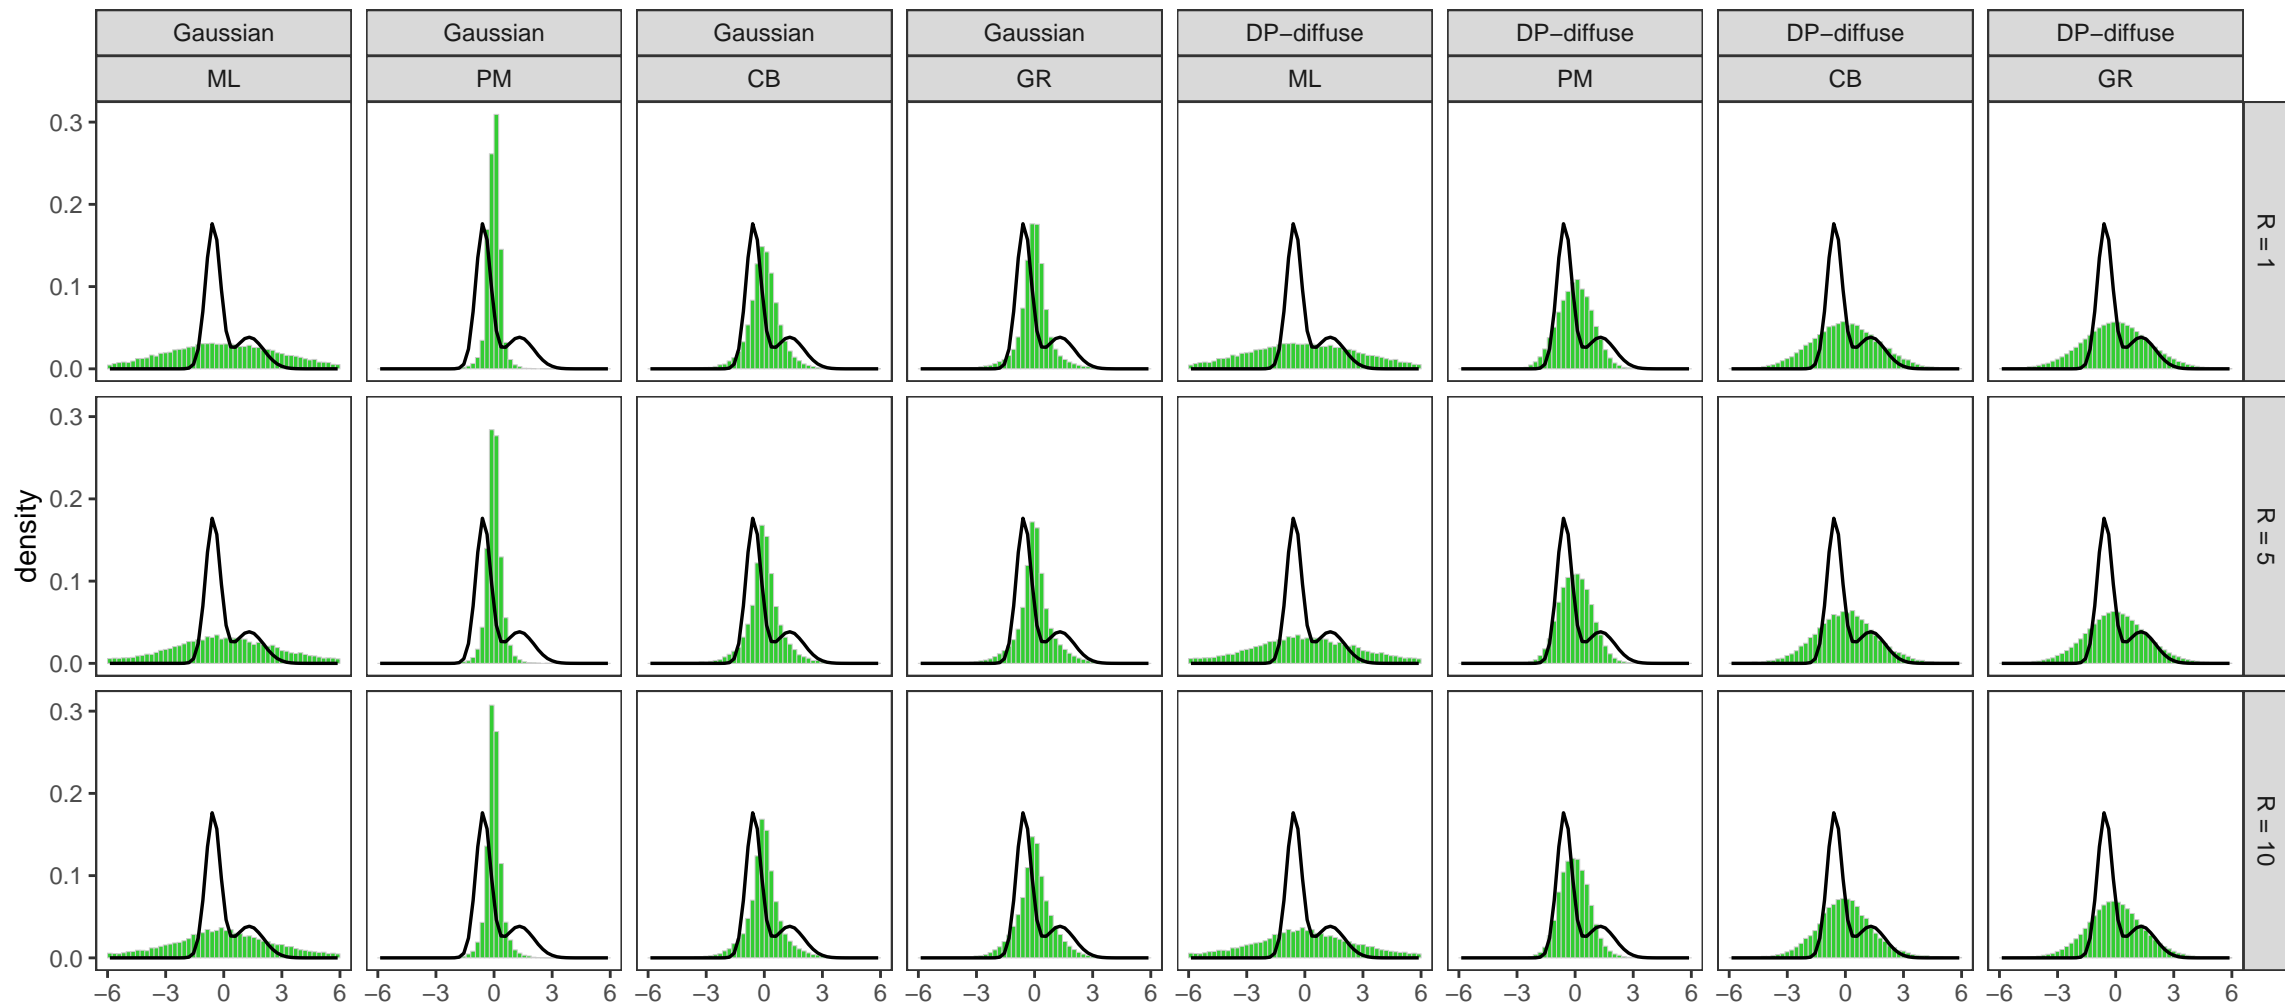 Gaussian Gaussian Gaussian Gaussian DP−diffuse DP−diffuse DP−diffuse DP−diffuse
ML PM CB GR ML PM CB GR
0.3
0.2
0.1
0.0
R = 1
0.3
0.2
0.1
0.0
R = 5
density
0.3
0.2
0.1
0.0
R = 10
−6 −3 0 3 6 −6 −3 0 3 6 −6 −3 0 3 6 −6 −3 0 3 6 −6 −3 0 3 6 −6 −3 0 3 6 −6 −3 0 3 6 −6 −3 0 3 6